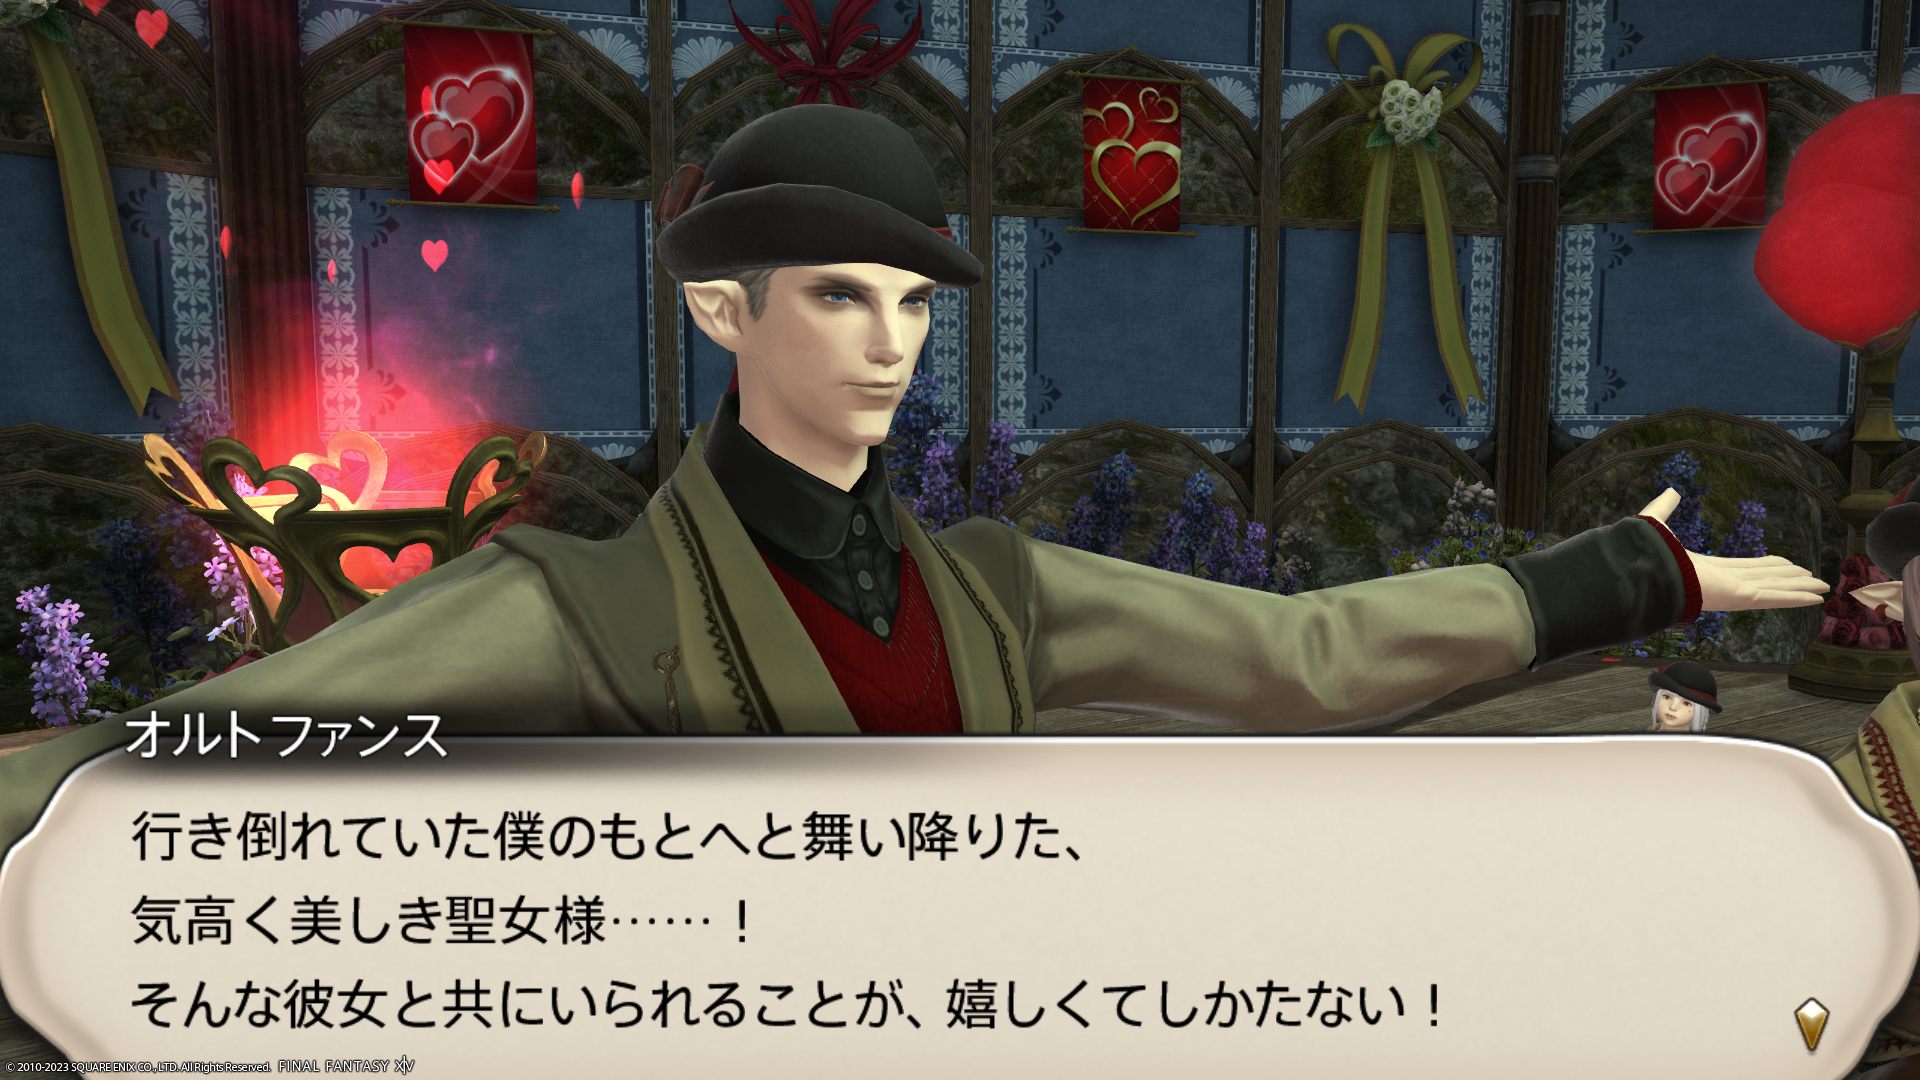 オルトファンス
行き倒れていた僕のもとへと舞い降りた、
気高く美しき聖女様……！
そんな彼女と共にいられることが、嬉しくてしかたない！
© 2010-2023 SQUARE ENIX CO., LTD. All Rights Reserved. FINAL FANTASY XIV